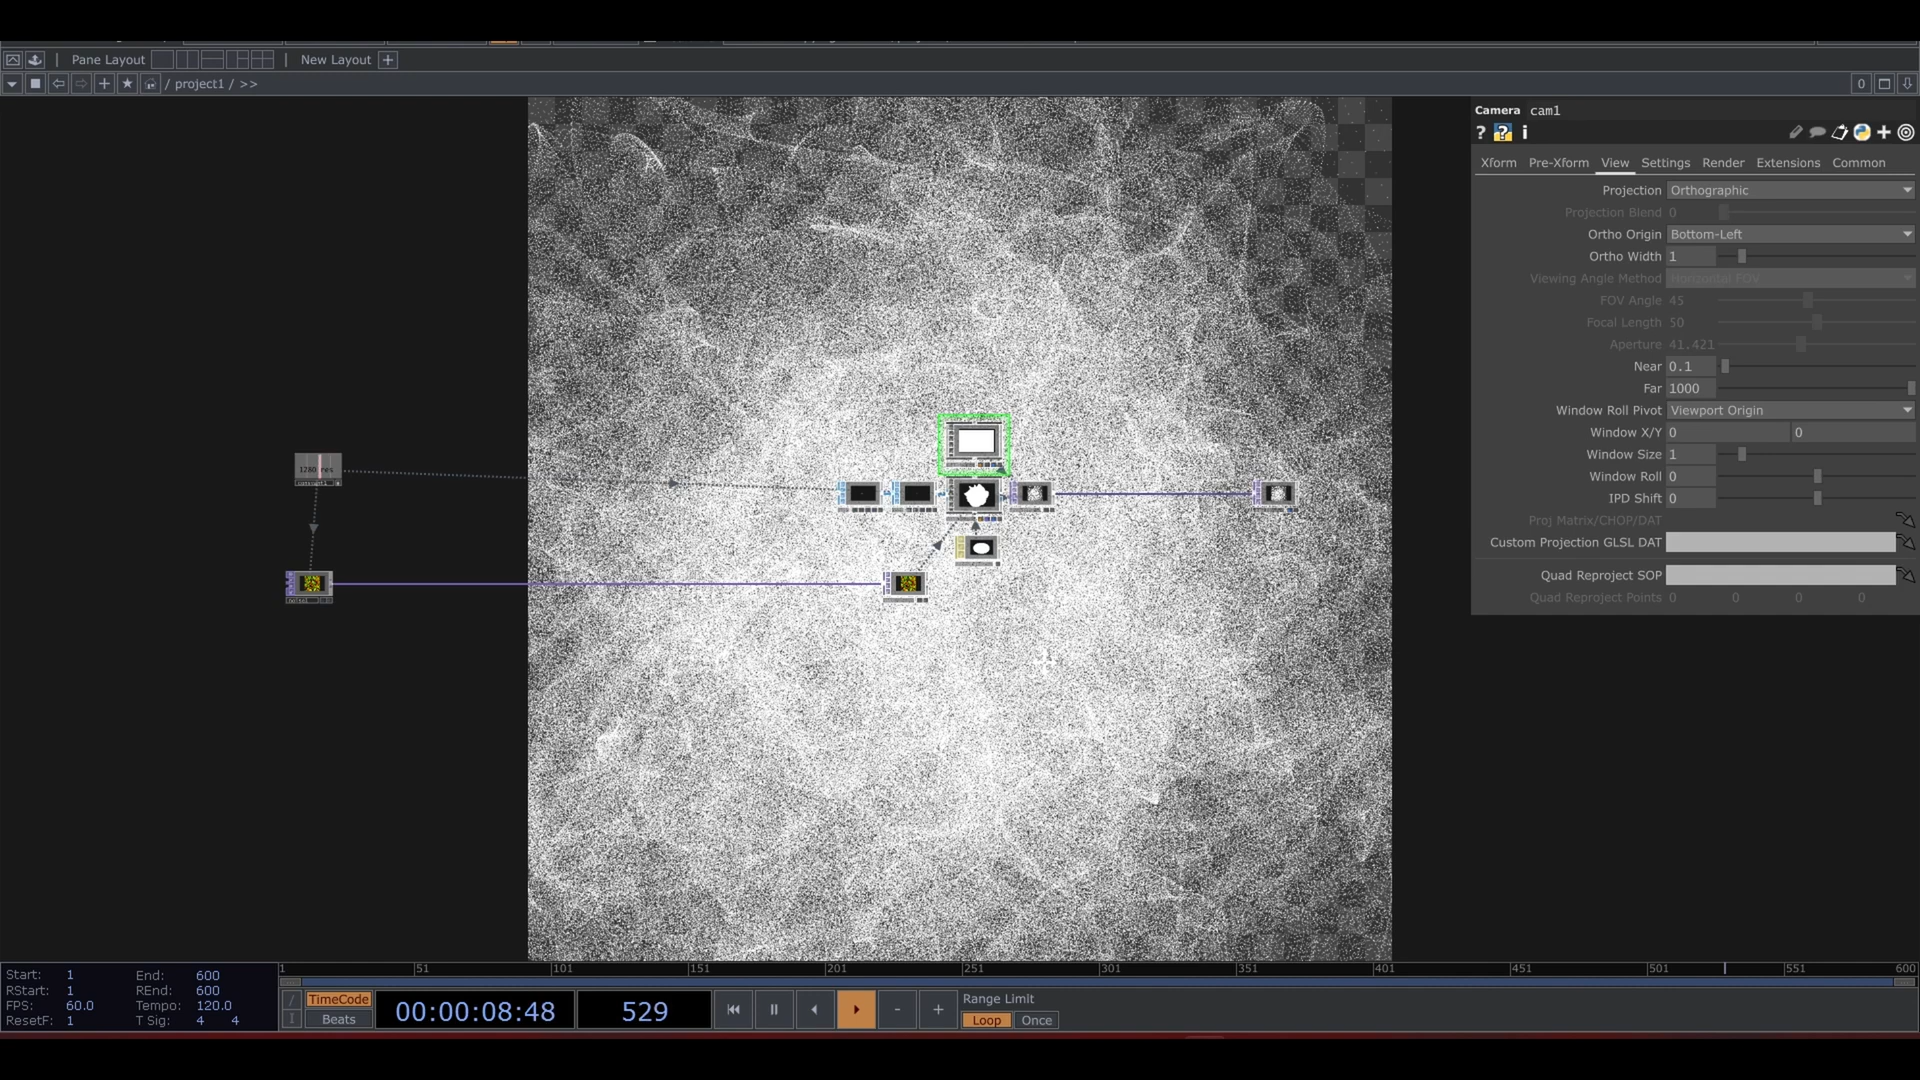 Pane Layout
New Layout +
/ project1 / >>
0
Camera cam1
? ? i
Xform Pre-Xform View Settings Render Extensions Common
Projection Orthographic
Projection Blend 0
Ortho Origin Bottom-Left
Ortho Width 1
Viewing Angle Method Horizontal FOV
FOV Angle 45
Focal Length 50
Aperture 41.421
Near 0.1
Far 1000
Window Roll Pivot Viewport Origin
Window X/Y 0 0
Window Size 1
Window Roll 0
IPD Shift 0
Proj Matrix/CHOP/DAT
Custom Projection GLSL DAT
Quad Reproject SOP
Quad Reproject Points 0 0 0 0
1280 res
constant1
1 51 101 151 201 251 301 351 401 451 501 551 600
Start: 1 End: 600
RStart: 1 REnd: 600
FPS: 60.0 Tempo: 120.0
ResetF: 1 T Sig: 4 4
TimeCode
Beats
00:00:08:48
529
Range Limit
Loop Once